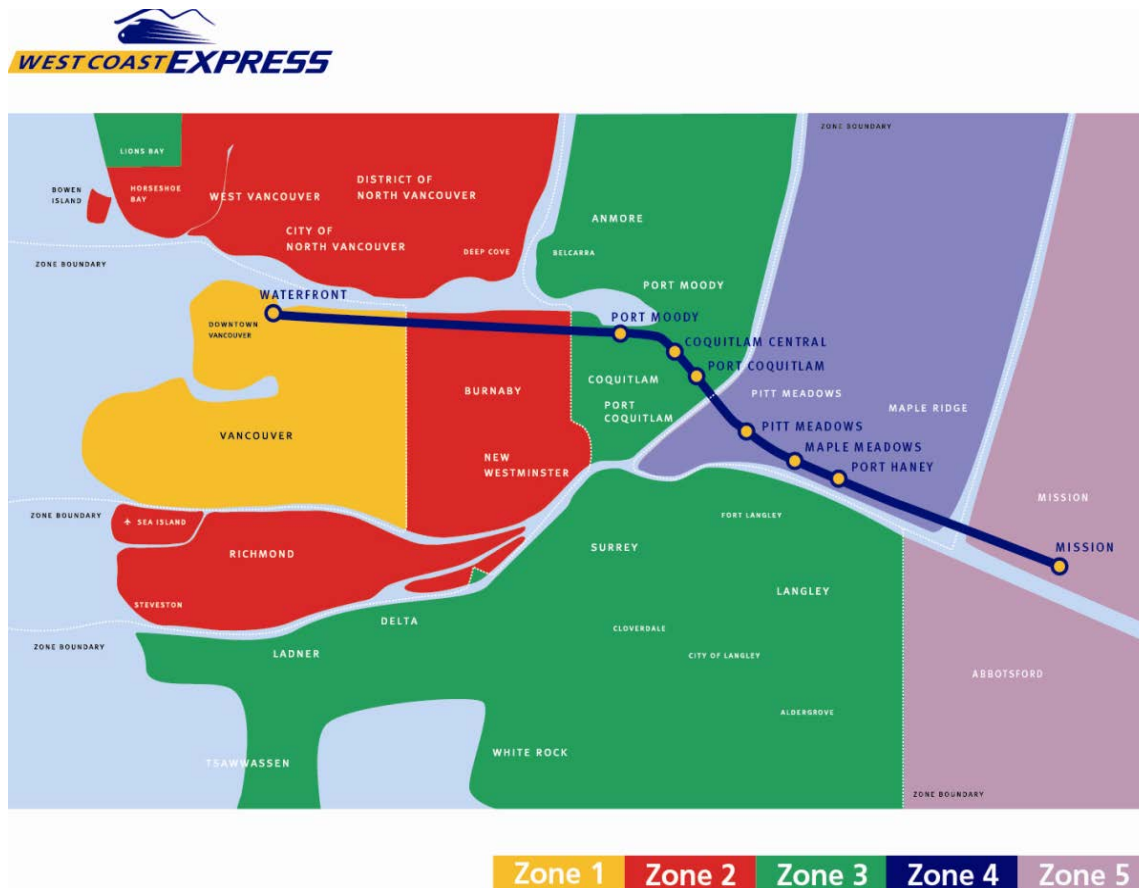 WEST COAST EXPRESS
ZONE BOUNDARY
LIONS BAY
BOWEN
ISLAND
HORSESHOE
BAY
WEST VANCOUVER
DISTRICT OF
NORTH VANCOUVER
CITY OF
NORTH VANCOUVER
DEEP COVE
ANMORE
BELCARRA
ZONE BOUNDARY
PORT MOODY
WATERFRONT
DOWNTOWN
VANCOUVER
PORT MOODY
COQUITLAM CENTRAL
PORT COQUITLAM
COQUITLAM
PORT
COQUITLAM
BURNABY
PITT MEADOWS
MAPLE RIDGE
VANCOUVER
PITT MEADOWS
MAPLE MEADOWS
PORT HANEY
NEW
WESTMINSTER
MISSION
ZONE BOUNDARY
SEA ISLAND
FORT LANGLEY
RICHMOND
SURREY
MISSION
LANGLEY
STEVESTON
DELTA
CLOVERDALE
ZONE BOUNDARY
LADNER
CITY OF LANGLEY
ABBOTSFORD
ALDERGROVE
WHITE ROCK
TSAWWASSEN
ZONE BOUNDARY
Zone 1 Zone 2 Zone 3 Zone 4 Zone 5